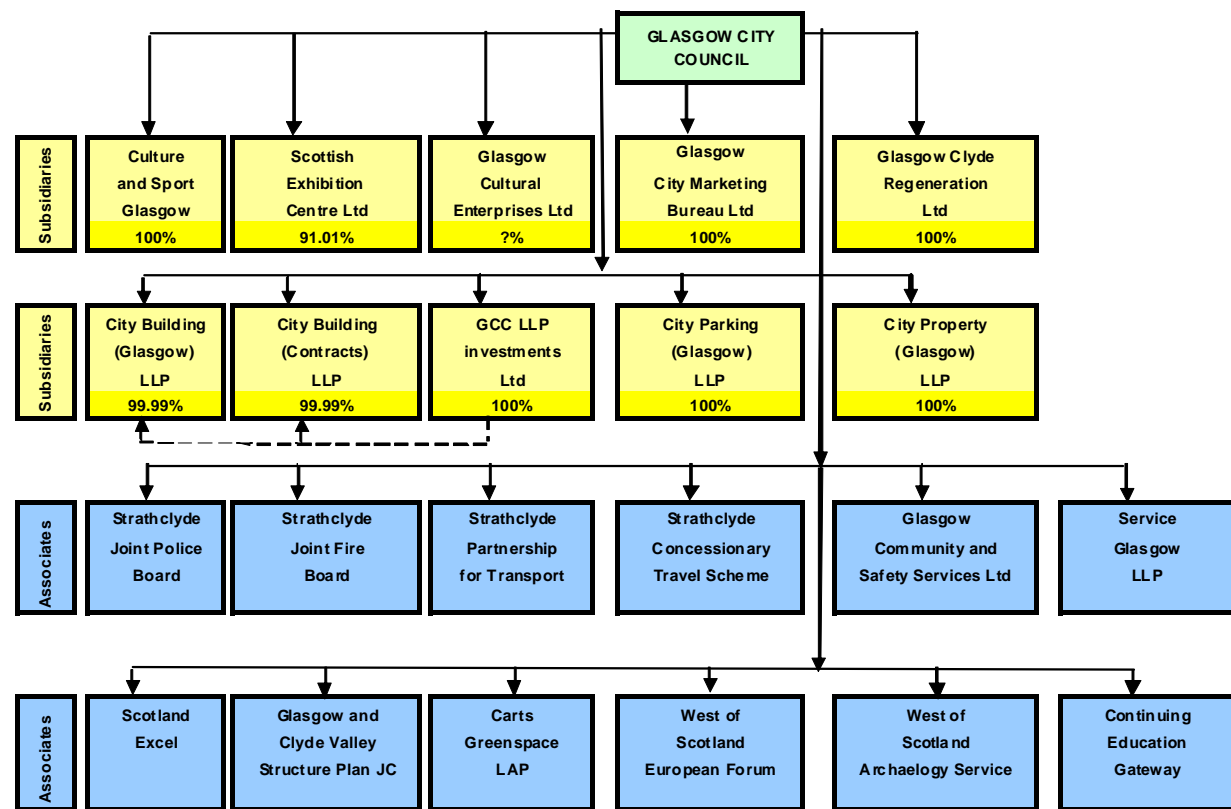 GLASGOW CITY
COUNCIL
Subsidiaries
Culture
and Sport
Glasgow
100%
Scottish
Exhibition
Centre Ltd
91.01%
Glasgow
Cultural
Enterprises Ltd
?%
Glasgow
City Marketing
Bureau Ltd
100%
Glasgow Clyde
Regeneration
Ltd
100%
Subsidiaries
City Building
(Glasgow)
LLP
99.99%
City Building
(Contracts)
LLP
99.99%
GCC LLP
investments
Ltd
100%
City Parking
(Glasgow)
LLP
100%
City Property
(Glasgow)
LLP
100%
Associates
Strathclyde
Joint Police
Board
Strathclyde
Joint Fire
Board
Strathclyde
Partnership
for Transport
Strathclyde
Concessionary
Travel Scheme
Glasgow
Community and
Safety Services Ltd
Service
Glasgow
LLP
Associates
Scotland
Excel
Glasgow and
Clyde Valley
Structure Plan JC
Carts
Greenspace
LAP
West of
Scotland
European Forum
West of
Scotland
Archaelogy Service
Continuing
Education
Gateway